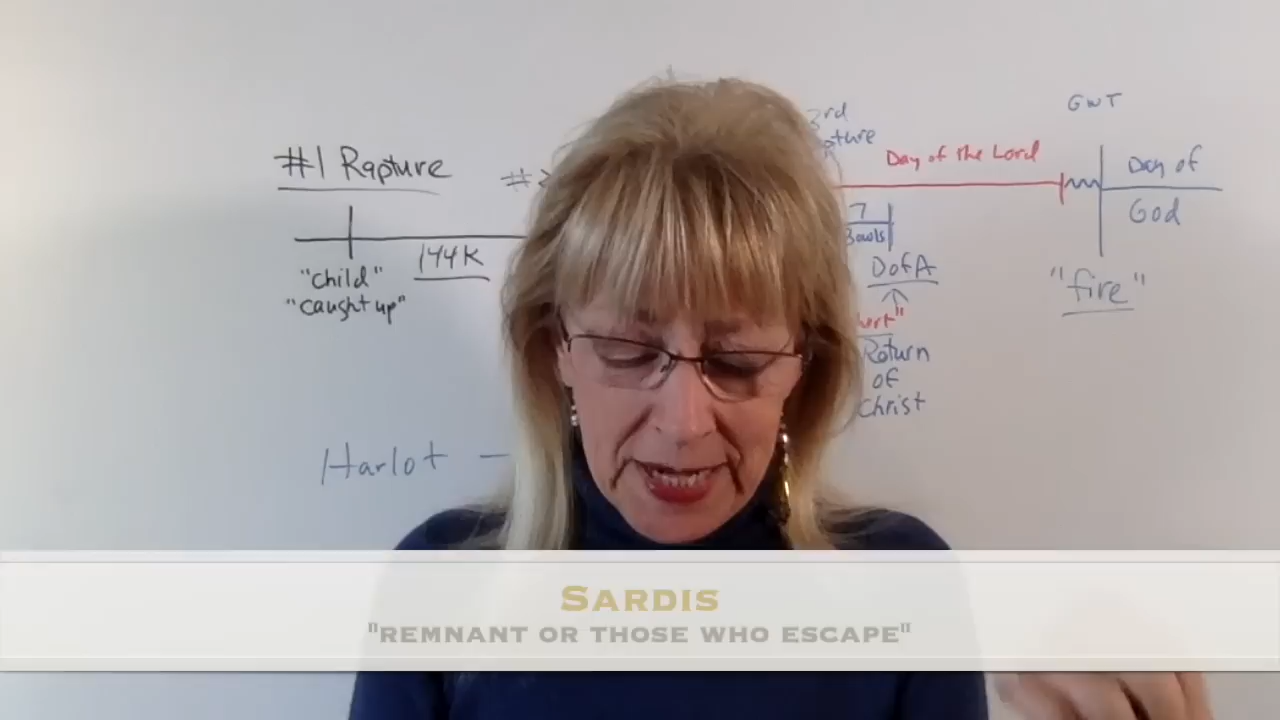 GWT
3rd
#1 Rapture
Day of the Lord
Day of
God
"child"
"caught up"
144K
7
Bowls
DofA
"fire"
Return
of
Christ
Harlot -
SARDIS
"REMNANT OR THOSE WHO ESCAPE"